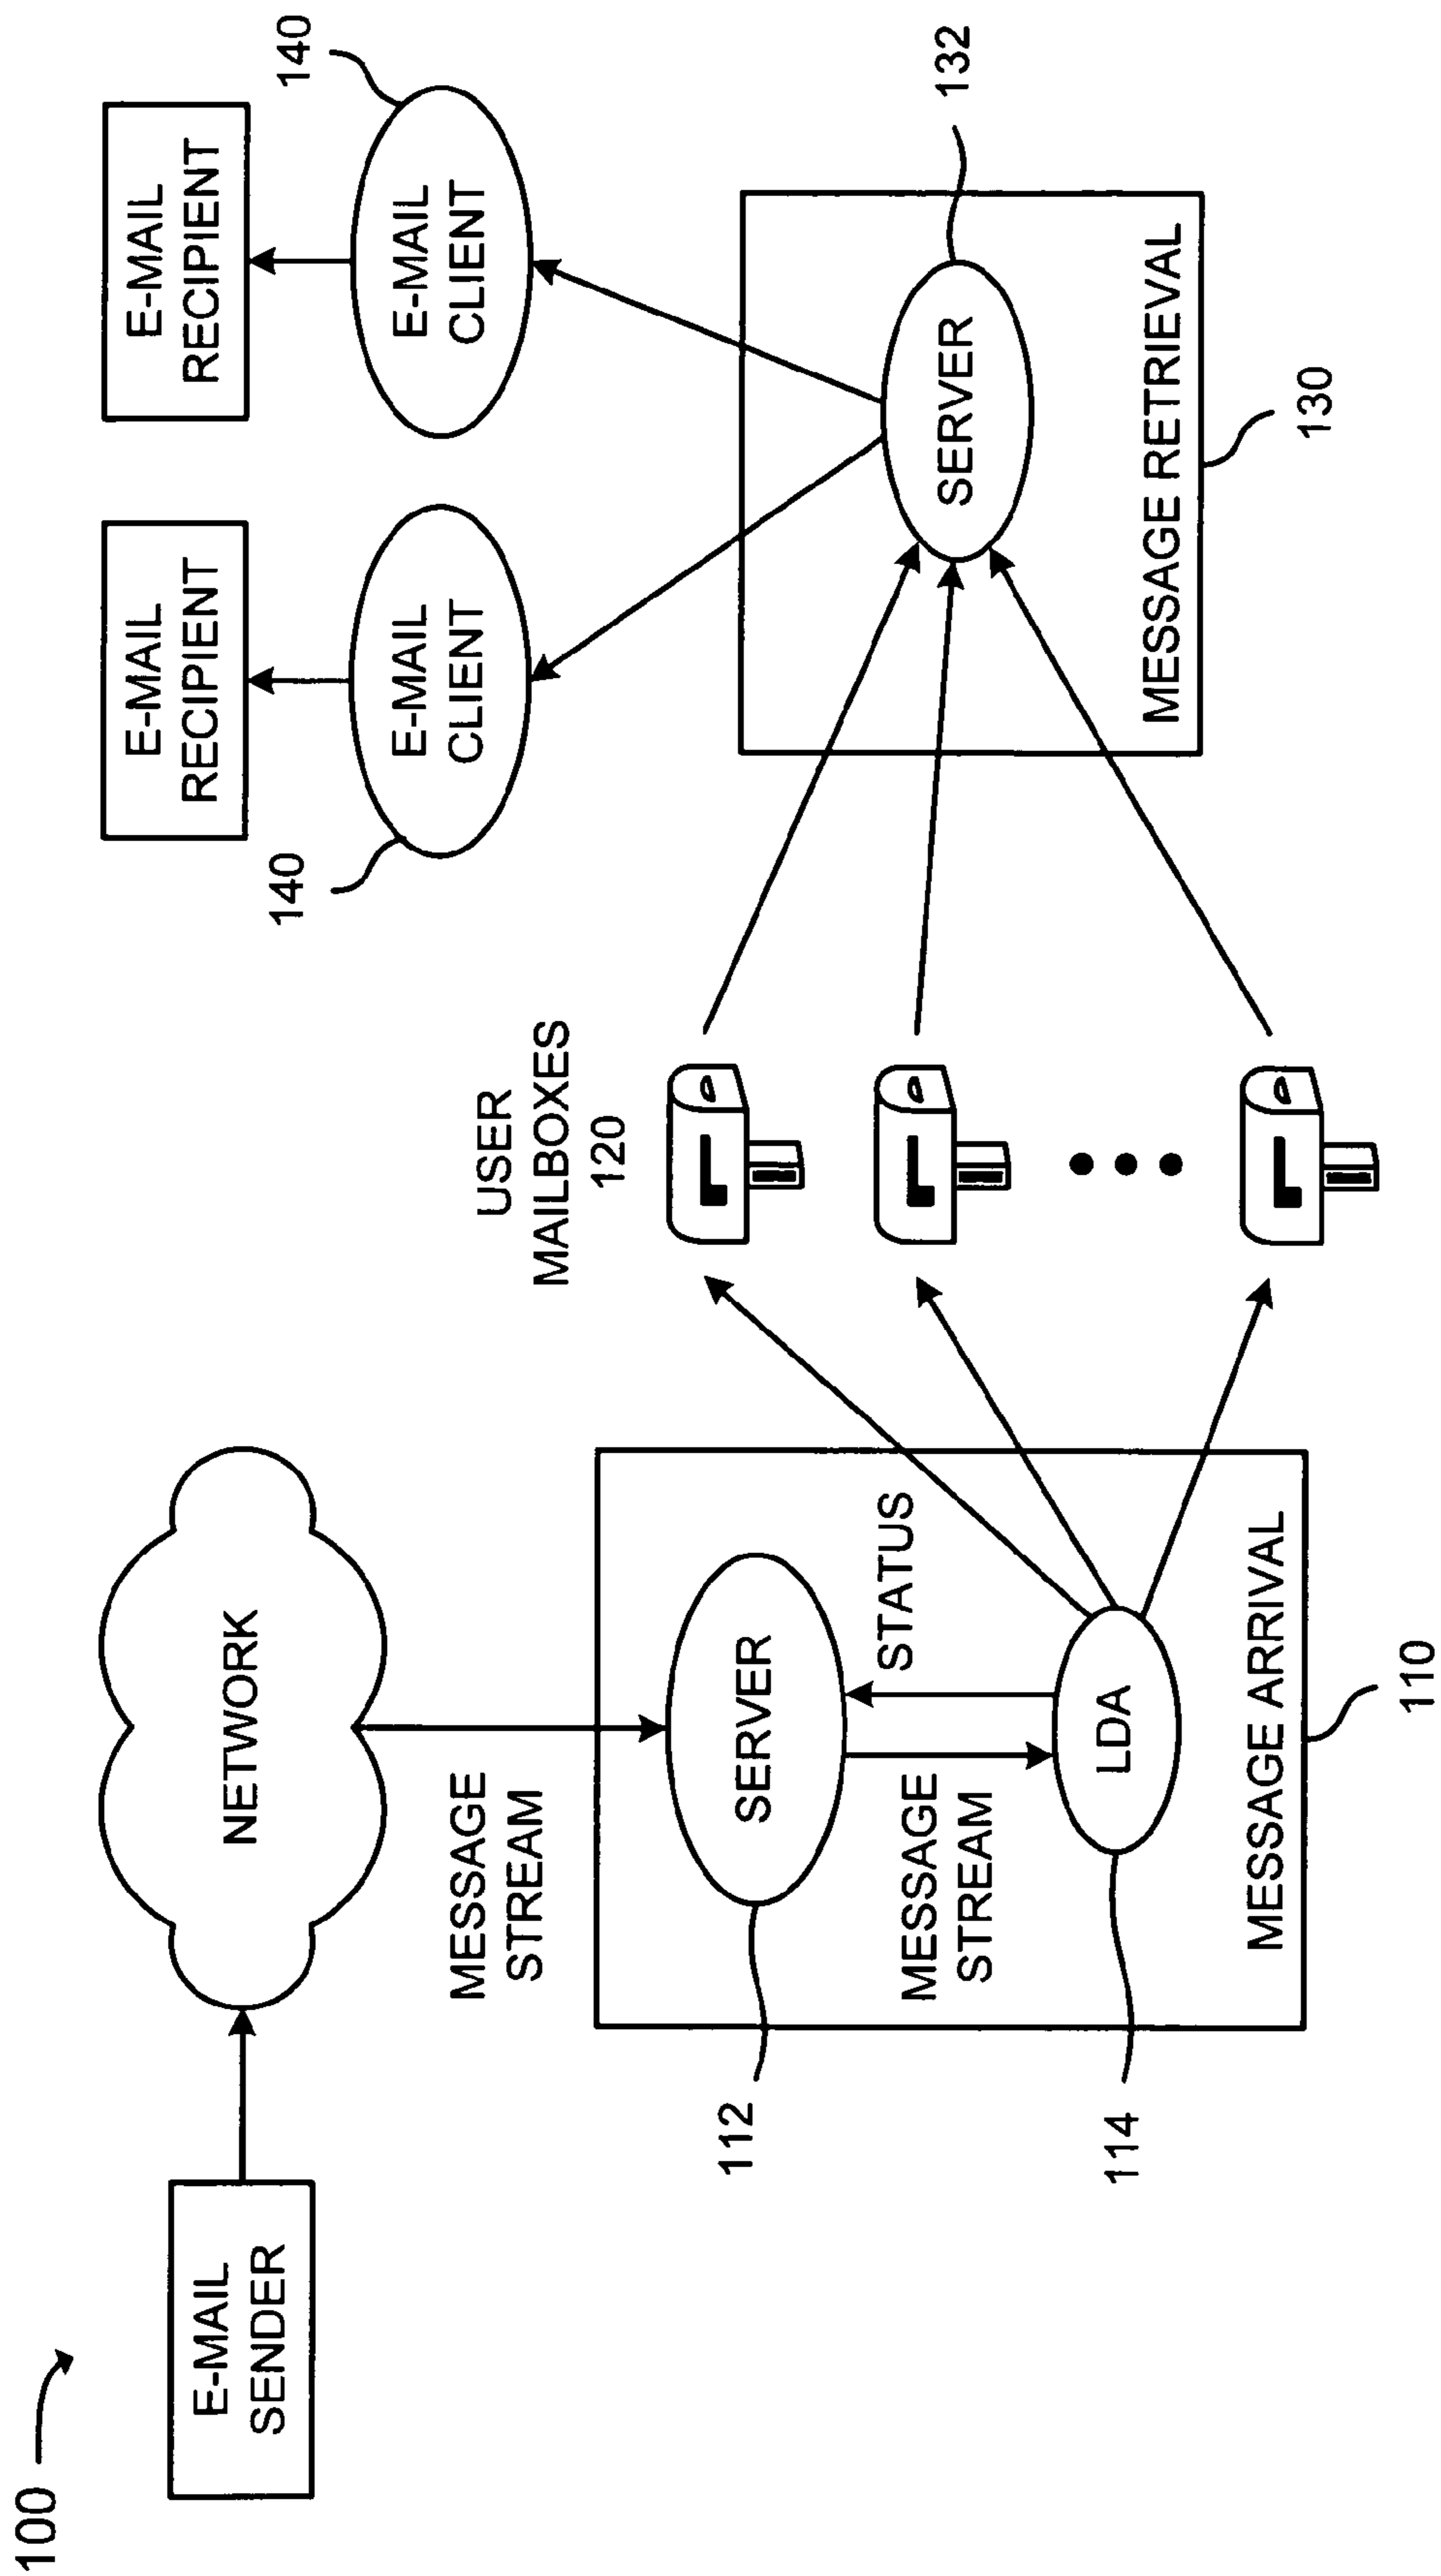 100
E-MAIL
SENDER
NETWORK
MESSAGE
STREAM
112
SERVER
MESSAGE
STREAM
STATUS
114
LDA
MESSAGE ARRIVAL
110
USER
MAILBOXES
120
E-MAIL
RECIPIENT
E-MAIL
RECIPIENT
140
E-MAIL
CLIENT
140
E-MAIL
CLIENT
132
SERVER
MESSAGE RETRIEVAL
130